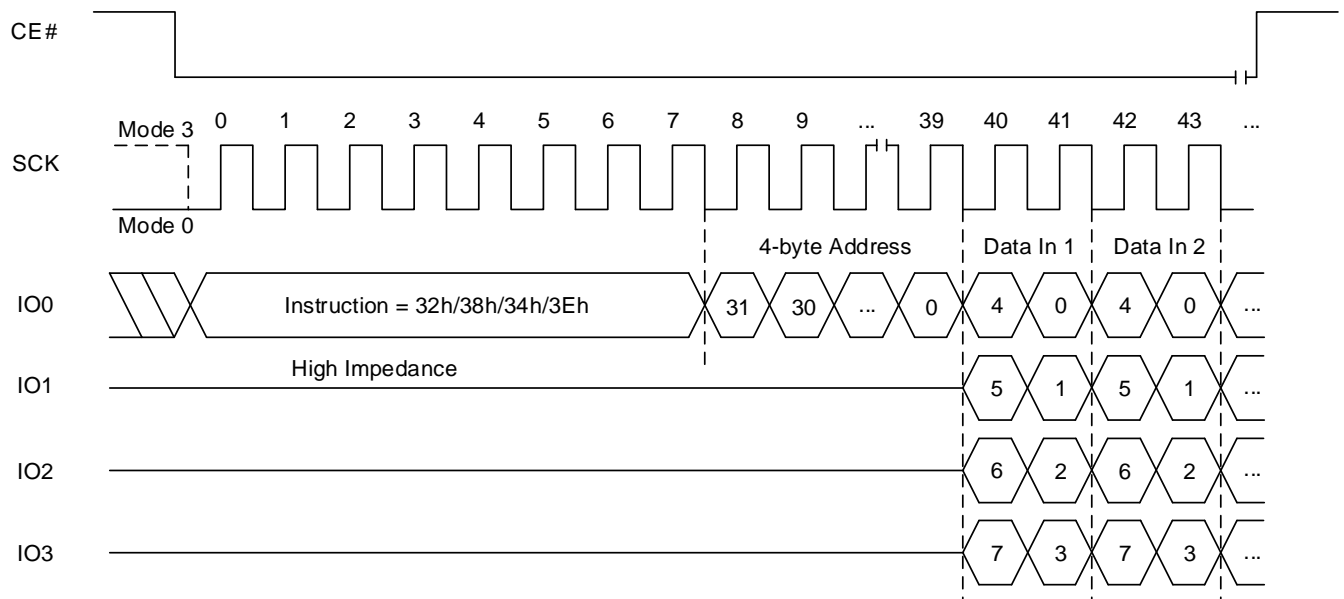 CE#
0 1 2 3 4 5 6 7 8 9 ... 39 40 41 42 43 ...
Mode 3
SCK
Mode 0
4-byte Address Data In 1 Data In 2
IO0 Instruction = 32h/38h/34h/3Eh 31 30 ... 0 4 0 4 0 ...
High Impedance
IO1 5 1 5 1 ...
IO2 6 2 6 2 ...
IO3 7 3 7 3 ...